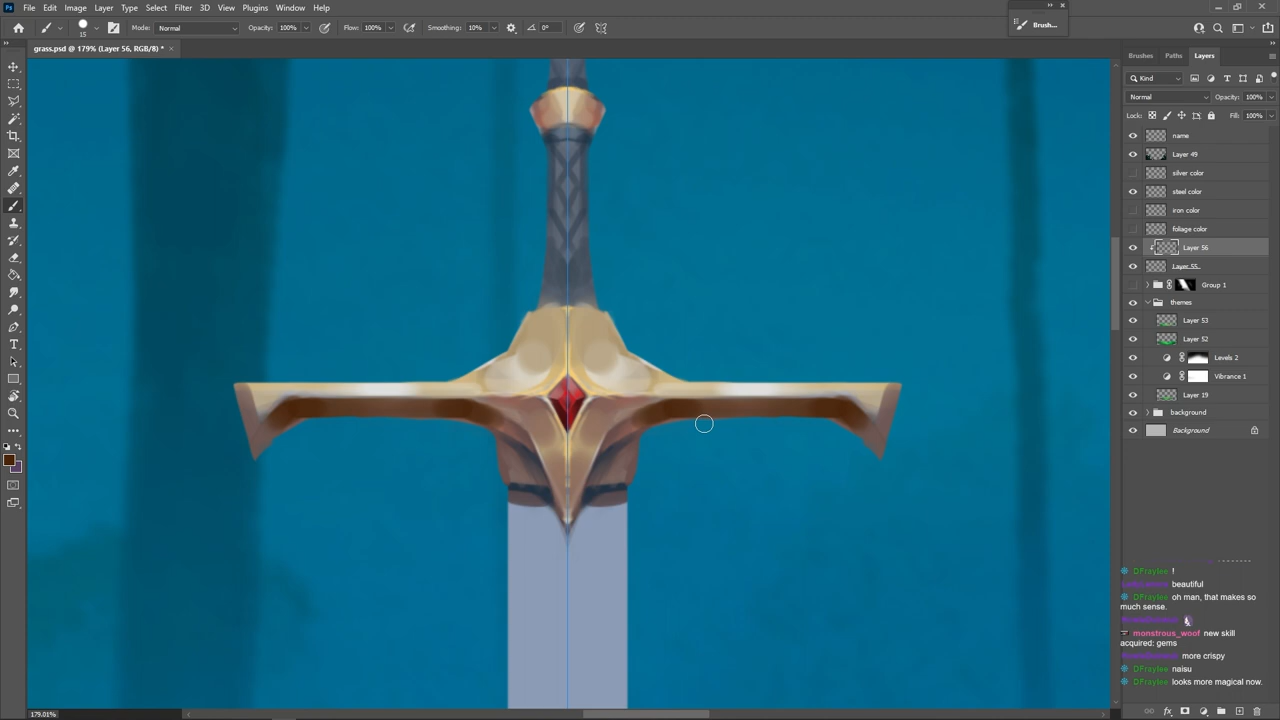 Ps File Edit Image Layer Type Select Filter 3D View Plugins Window Help
Brush...
15 Mode: Normal Opacity: 100% Flow: 100% Smoothing: 10% 0°
grass.psd @ 179% (Layer 56, RGB/8) *
Brushes Paths Layers
Kind
Normal Opacity: 100%
Lock: Fill: 100%
name
Layer 49
silver color
steel color
iron color
foliage color
Layer 56
Layer 55
Group 1
themes
Layer 53
Layer 52
Levels 2
Vibrance 1
Layer 19
background
Background
DFraylee !
beautiful
DFraylee oh man, that makes so
much sense.
monstrous_woof new skill
acquired: gems
more crispy
DFraylee naisu
DFraylee looks more magical now.
179.01%